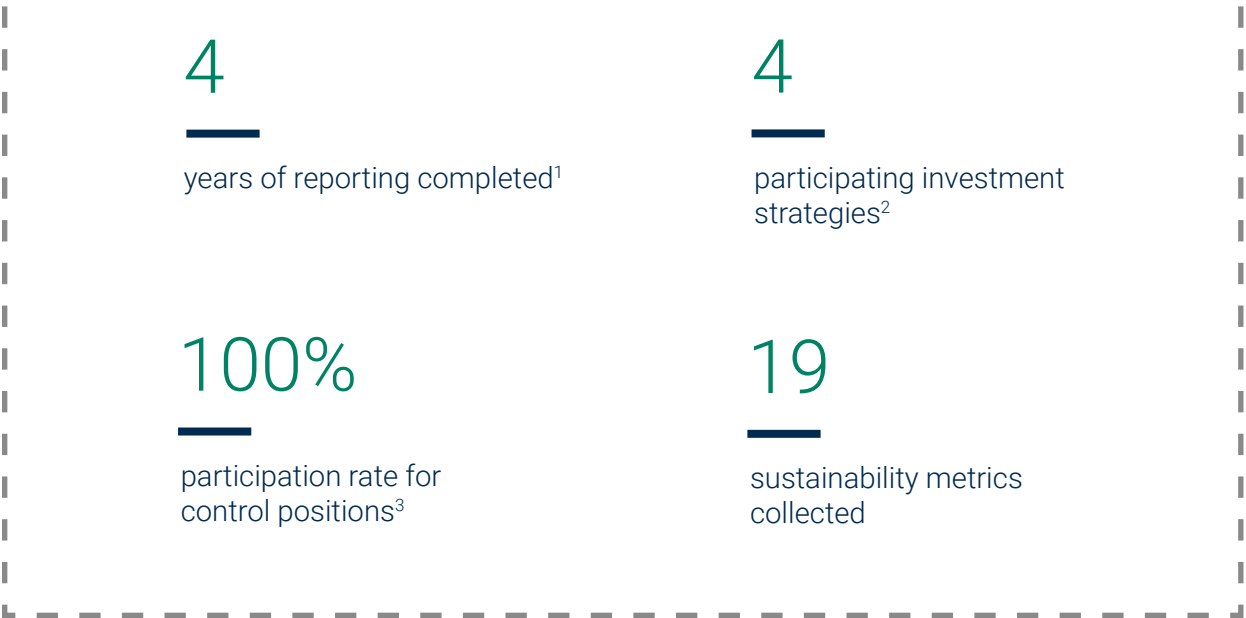 4
years of reporting completed¹
4
participating investment
strategies²
100%
participation rate for
control positions³
19
sustainability metrics
collected